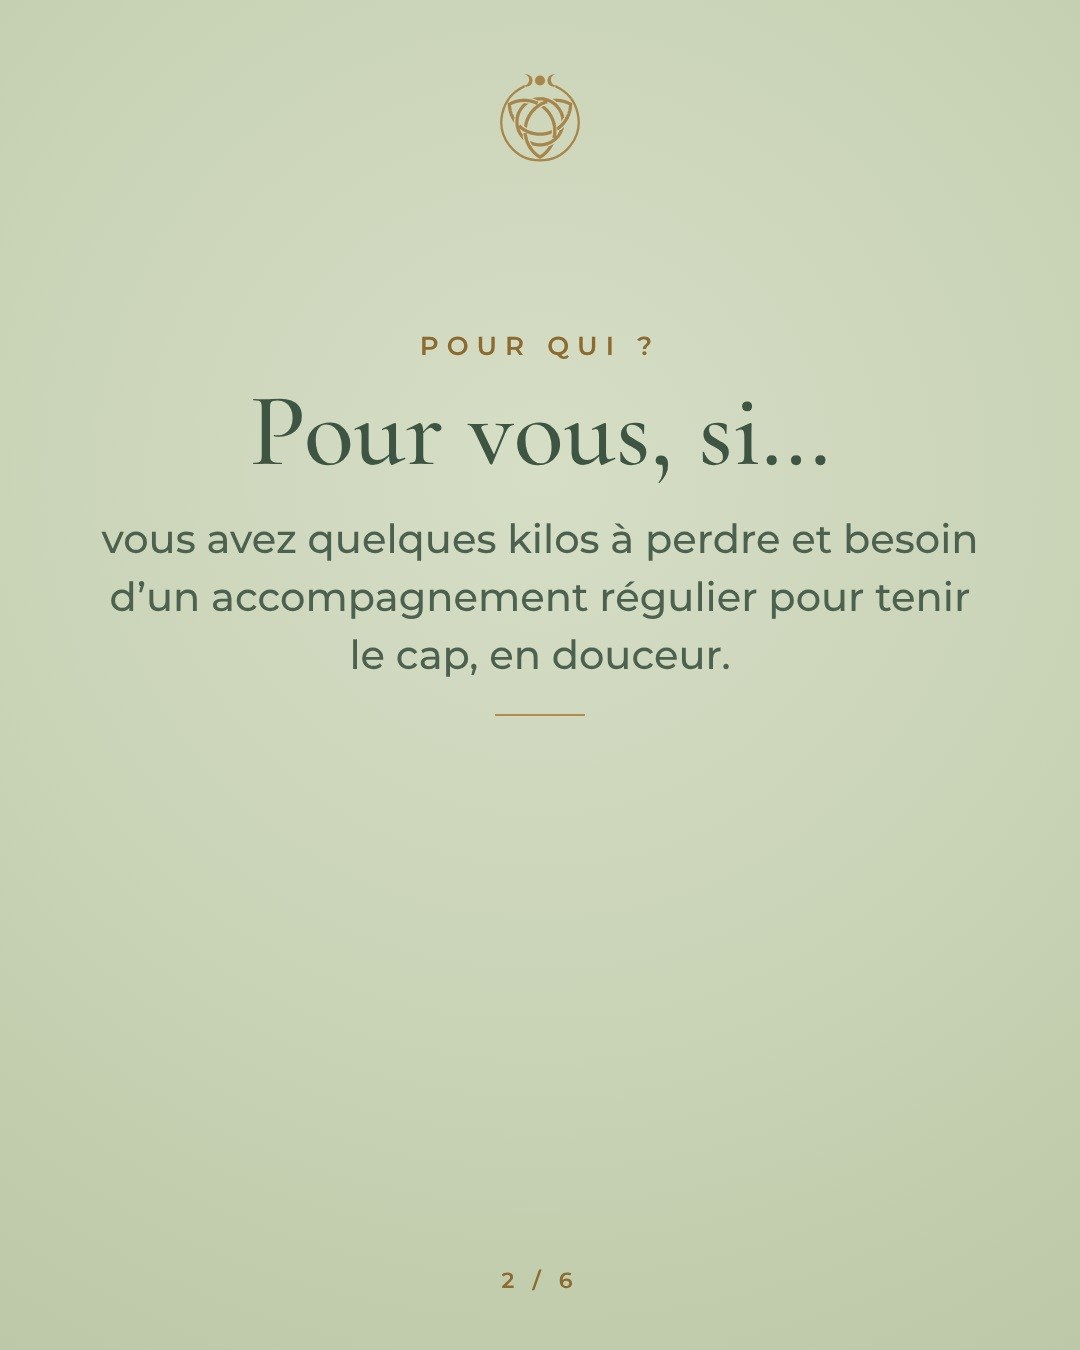 POUR QUI ?
Pour vous, si...
vous avez quelques kilos à perdre et besoin
d’un accompagnement régulier pour tenir
le cap, en douceur.
2 / 6